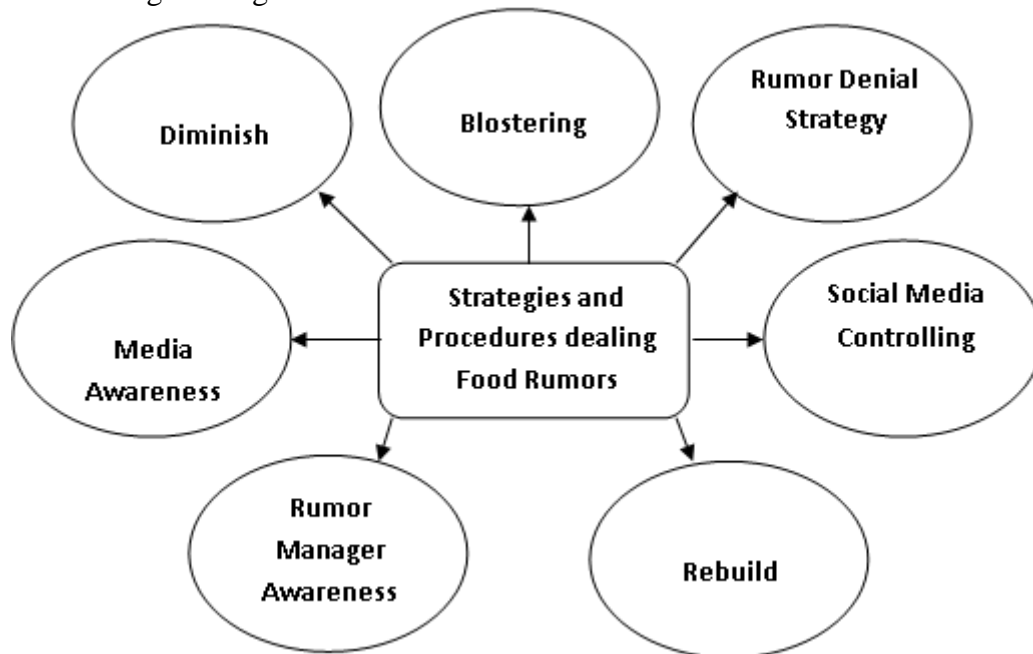 Diminish
Blostering
Rumor Denial
Strategy
Strategies and
Procedures dealing
Food Rumors
Media
Awareness
Social Media
Controlling
Rumor
Manager
Awareness
Rebuild